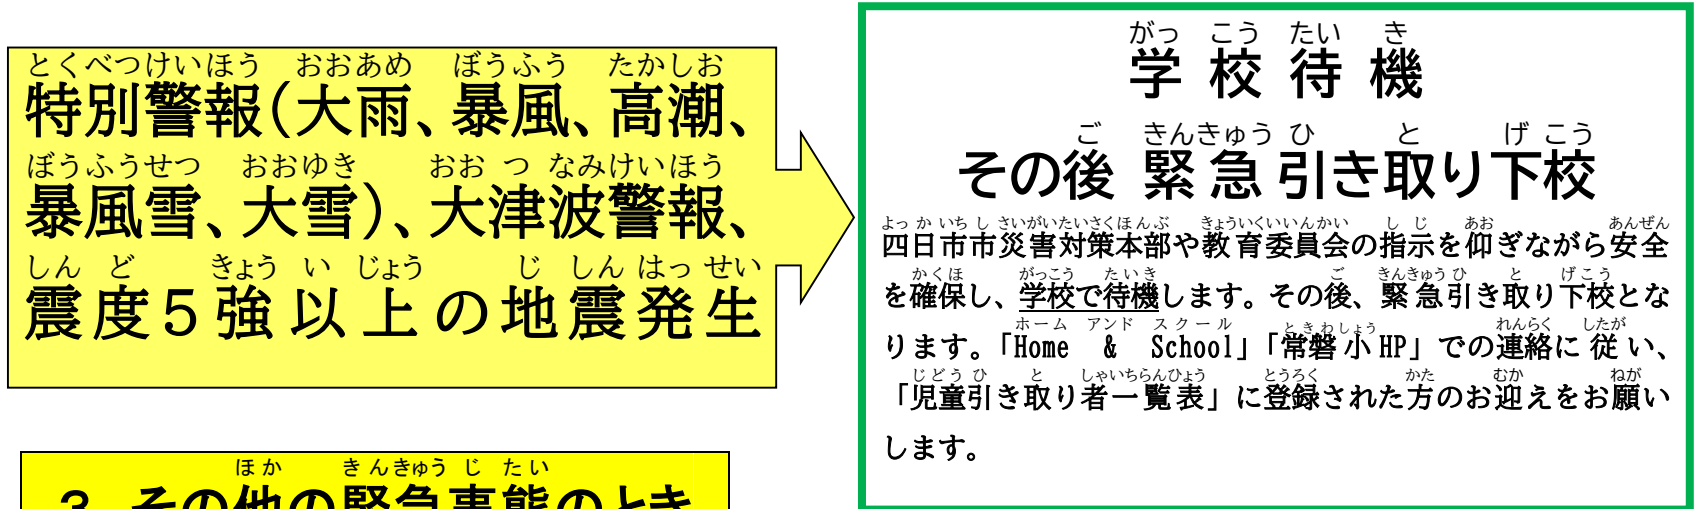 とくべつけいほう おおあめ ぼうふう たかしお
特別警報(大雨、暴風、高潮、
ぼうふうせつ おおゆき おおつなみけいほう
暴風雪、大雪)、大津波警報、
しんど きょういじょう じしんはっせい
震度5強以上の地震発生
がっこうたいき
学校待機
ご きんきゅうひ と げこう
その後 緊急引き取り下校
よっかいちしさいがいたいさくほんぶ きょういくいいんかい しじ あお あんぜん
四日市市災害対策本部や教育委員会の指示を仰ぎながら安全
かくほ がっこう たいき ご きんきゅうひ と げこう
を確保し、学校で待機します。その後、緊急引き取り下校とな
ホーム アンド スクール ときわしょう れんらく したが
ります。「Home & School」「常磐小HP」での連絡に従い、
じどうひ と しゃいちらんひょう とうろく かた むか ねが
「児童引き取り者一覧表」に登録された方のお迎えをお願い
します。
ほか きんきゅうじたい
3 その他の緊急事態のとき